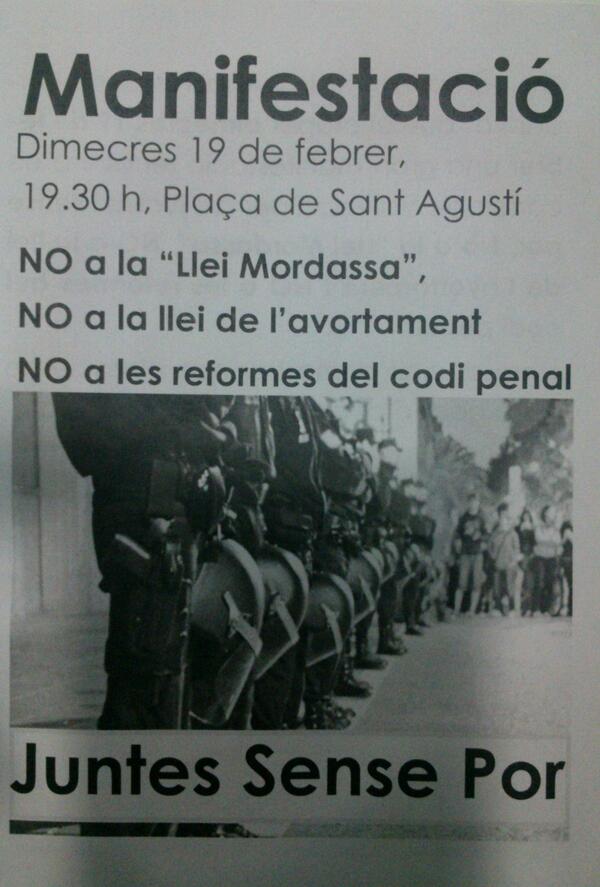 Manifestació
Dimecres 19 de febrer,
19.30 h, Plaça de Sant Agustí
NO a la “Llei Mordassa”,
NO a la llei de l’avortament
NO a les reformes del codi penal
Juntes Sense Por